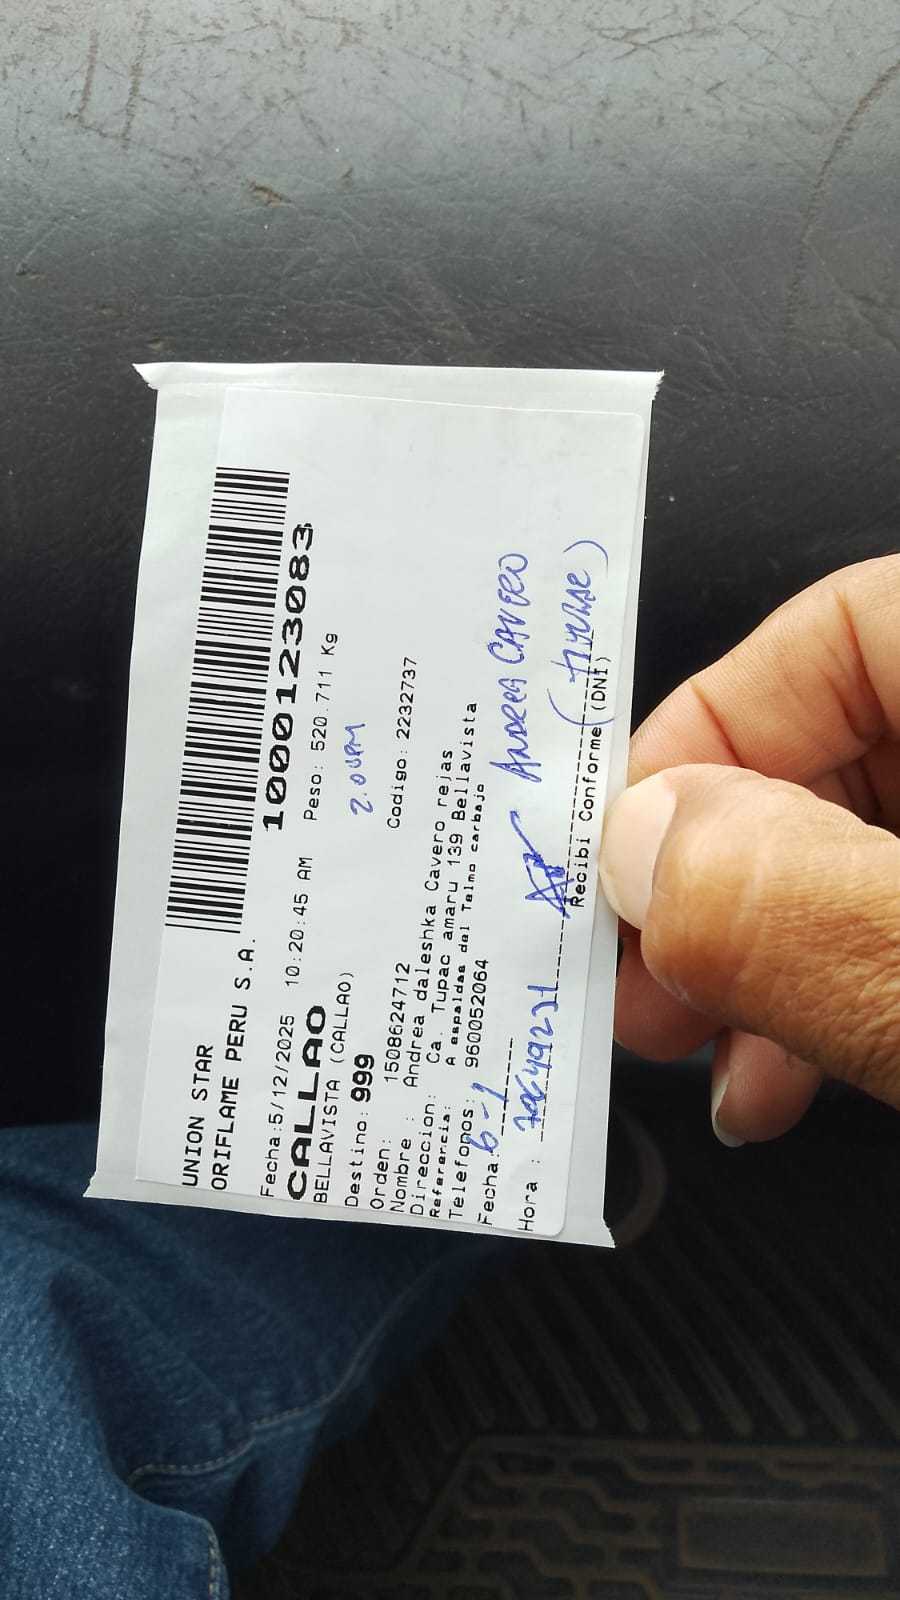 UNION STAR
ORIFLAME PERU S.A.
Fecha:5/12/2025 10:20:45 AM
1000123083
CALLAO
Peso: 520.711 Kg
BELLAVISTA (CALLAO)
Destino: 999
2.04PM
Orden: 1508624712
Codigo: 2232737
Nombre : Andrea daleshka Cavero rejas
Direccion: Ca. Tupac amaru 139 Bellavista
Referencia: A espaldas del Telmo carbajo
Telefonos: 960052064
Fecha: 6-1
ANDREA CAVERO
Hora :
Recibi Conforme (DNI)